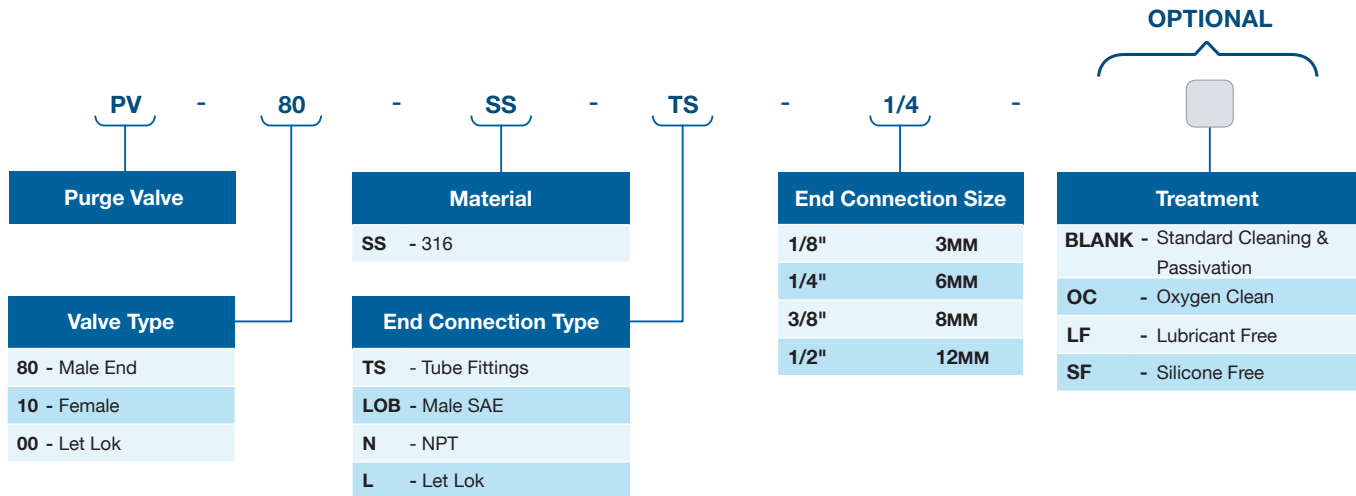 OPTIONAL
PV - 80 - SS - TS - 1/4 -
Purge Valve
Valve Type
80 - Male End
10 - Female
00 - Let Lok
Material
SS - 316
End Connection Type
TS - Tube Fittings
LOB - Male SAE
N - NPT
L - Let Lok
End Connection Size
1/8" 3MM
1/4" 6MM
3/8" 8MM
1/2" 12MM
Treatment
BLANK - Standard Cleaning &
Passivation
OC - Oxygen Clean
LF - Lubricant Free
SF - Silicone Free